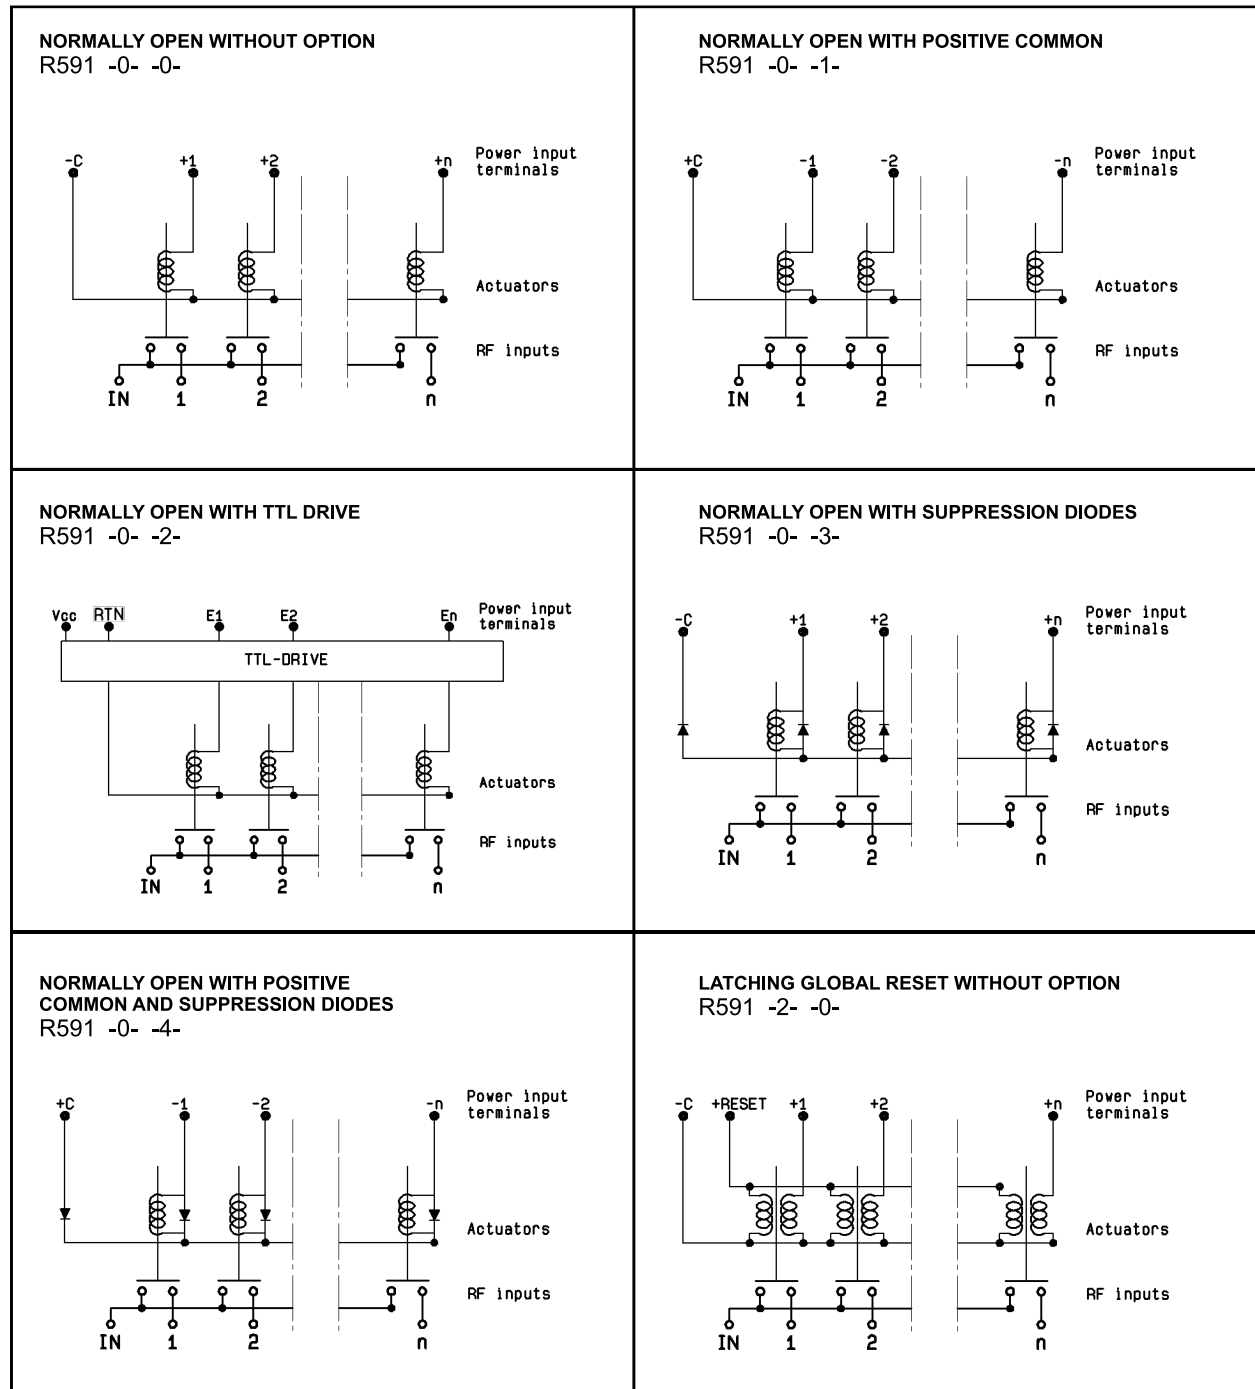 NORMALLY OPEN WITHOUT OPTION
R591 -0- -0-
-C +1 +2 +n
Power input
terminals
Actuators
RF inputs
IN 1 2 n
NORMALLY OPEN WITH POSITIVE COMMON
R591 -0- -1-
+C -1 -2 -n
Power input
terminals
Actuators
RF inputs
IN 1 2 n
NORMALLY OPEN WITH TTL DRIVE
R591 -0- -2-
Vcc RTN E1 E2 En
Power input
terminals
TTL-DRIVE
Actuators
RF inputs
IN 1 2 n
NORMALLY OPEN WITH SUPPRESSION DIODES
R591 -0- -3-
-C +1 +2 +n
Power input
terminals
Actuators
RF inputs
IN 1 2 n
NORMALLY OPEN WITH POSITIVE
COMMON AND SUPPRESSION DIODES
R591 -0- -4-
+C -1 -2 -n
Power input
terminals
Actuators
RF inputs
IN 1 2 n
LATCHING GLOBAL RESET WITHOUT OPTION
R591 -2- -0-
-C +RESET +1 +2 +n
Power input
terminals
Actuators
RF inputs
IN 1 2 n